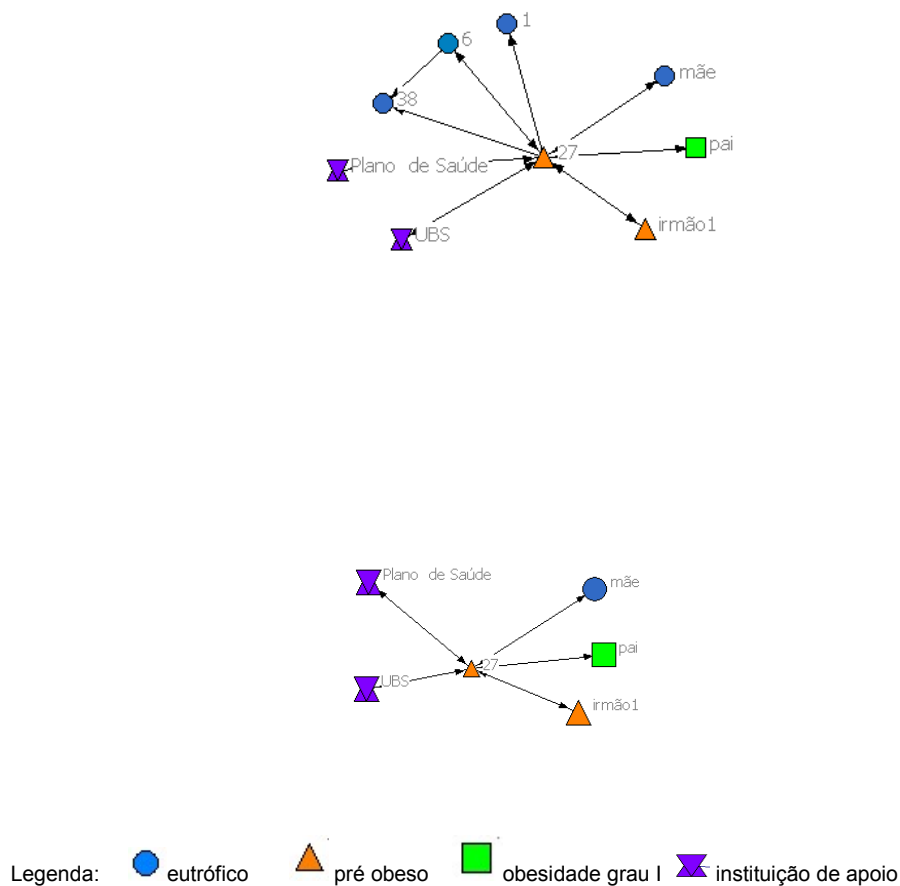 1
6
mãe
38
27
pai
Plano de Saúde
irmão1
UBS
Plano de Saúde
mãe
pai
27
UBS
irmão1
Legenda: eutrófico pré obeso obesidade grau I instituição de apoio